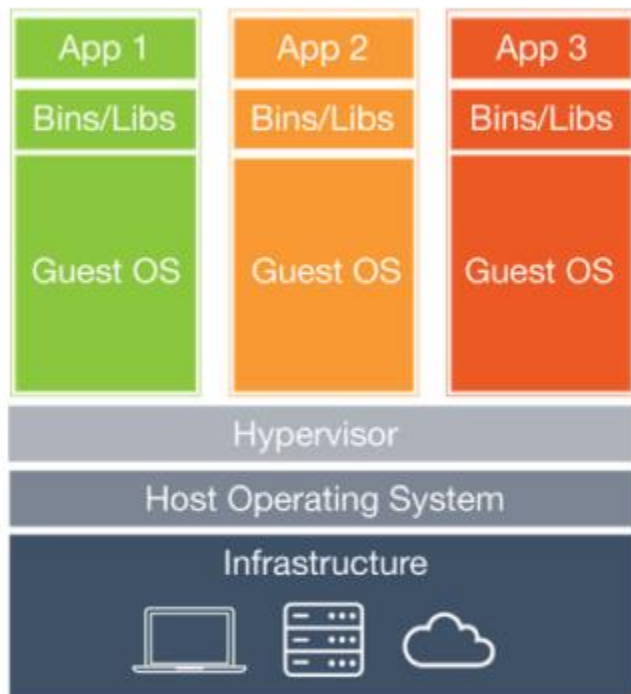 App 1
App 2
App 3
Bins/Libs
Bins/Libs
Bins/Libs
Guest OS
Guest OS
Guest OS
Hypervisor
Host Operating System
Infrastructure